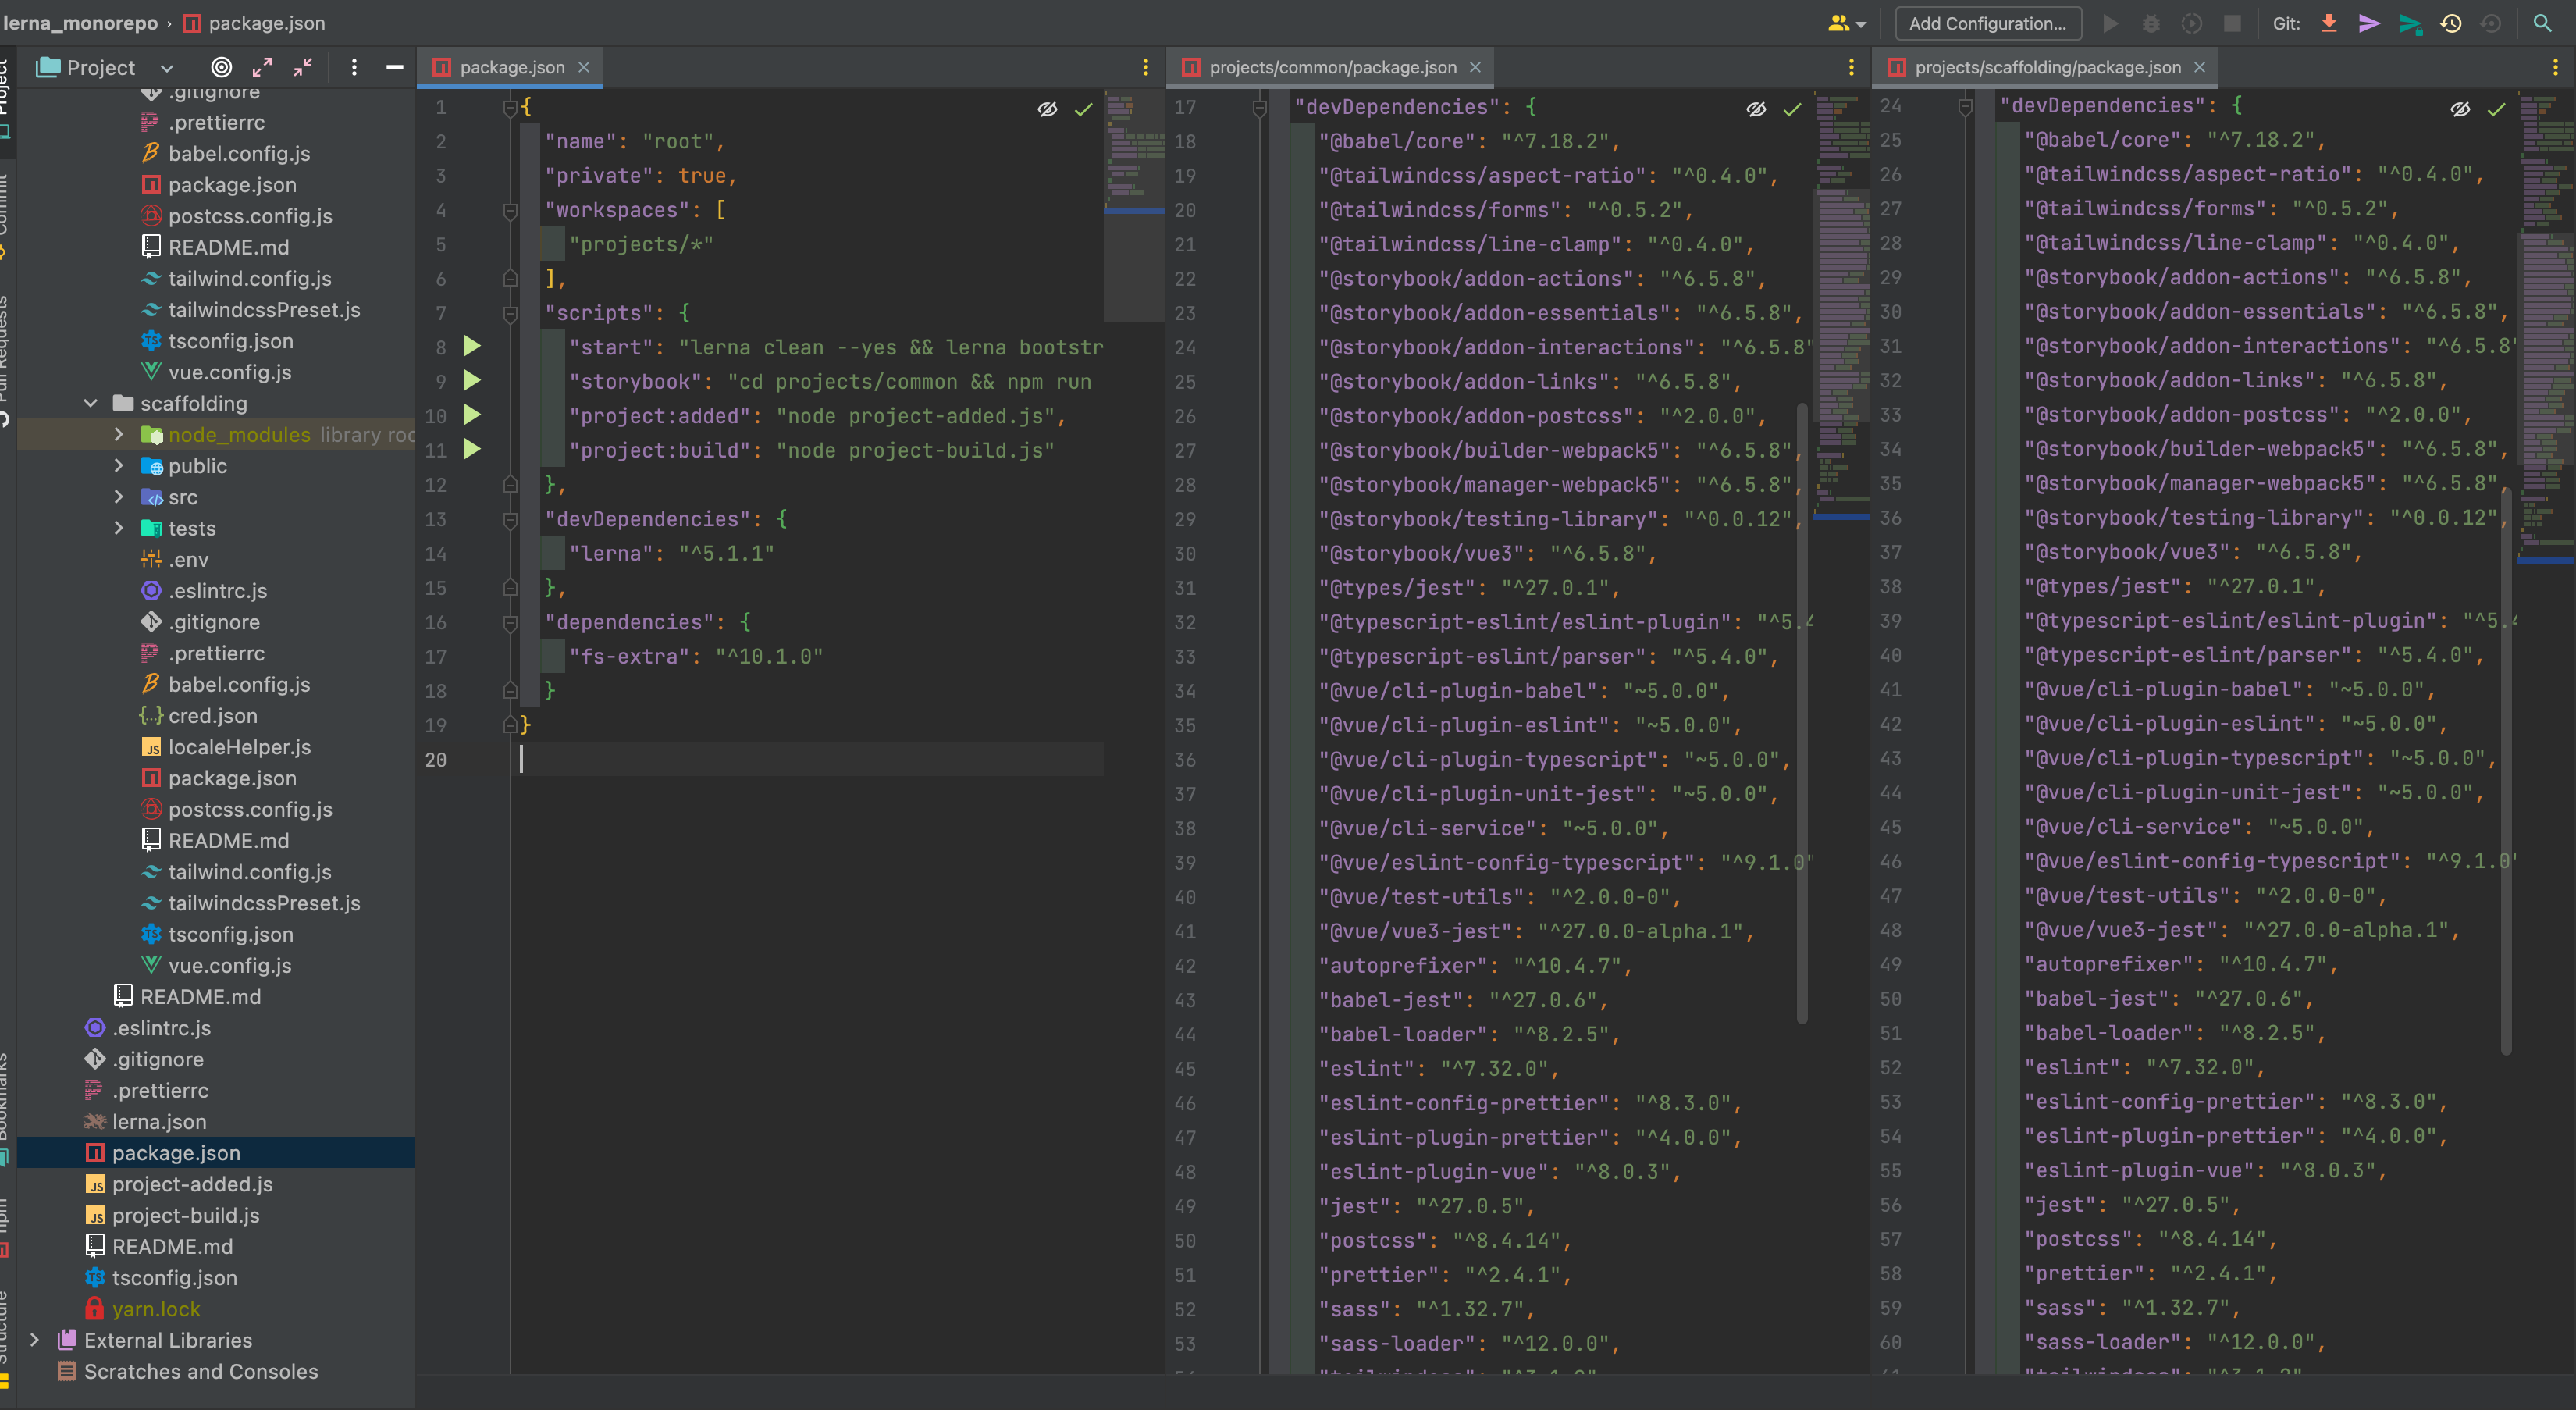 lerna_monorepo › package.json
Add Configuration...
Git:
Project
package.json
projects/common/package.json
projects/scaffolding/package.json
Project
Commit
Pull Requests
Bookmarks
npm
Structure
.gitignore
.prettierrc
babel.config.js
package.json
postcss.config.js
README.md
tailwind.config.js
tailwindcssPreset.js
tsconfig.json
vue.config.js
scaffolding
node_modules library roo
public
src
tests
.env
.eslintrc.js
.gitignore
.prettierrc
babel.config.js
cred.json
localeHelper.js
package.json
postcss.config.js
README.md
tailwind.config.js
tailwindcssPreset.js
tsconfig.json
vue.config.js
README.md
.eslintrc.js
.gitignore
.prettierrc
lerna.json
package.json
project-added.js
project-build.js
README.md
tsconfig.json
yarn.lock
External Libraries
Scratches and Consoles
1 {
2 "name": "root",
3 "private": true,
4 "workspaces": [
5 "projects/*"
6 ],
7 "scripts": {
8 "start": "lerna clean --yes && lerna bootstr
9 "storybook": "cd projects/common && npm run
10 "project:added": "node project-added.js",
11 "project:build": "node project-build.js"
12 },
13 "devDependencies": {
14 "lerna": "^5.1.1"
15 },
16 "dependencies": {
17 "fs-extra": "^10.1.0"
18 }
19 }
20
17 "devDependencies": {
18 "@babel/core": "^7.18.2",
19 "@tailwindcss/aspect-ratio": "^0.4.0",
20 "@tailwindcss/forms": "^0.5.2",
21 "@tailwindcss/line-clamp": "^0.4.0",
22 "@storybook/addon-actions": "^6.5.8",
23 "@storybook/addon-essentials": "^6.5.8",
24 "@storybook/addon-interactions": "^6.5.8"
25 "@storybook/addon-links": "^6.5.8",
26 "@storybook/addon-postcss": "^2.0.0",
27 "@storybook/builder-webpack5": "^6.5.8",
28 "@storybook/manager-webpack5": "^6.5.8",
29 "@storybook/testing-library": "^0.0.12",
30 "@storybook/vue3": "^6.5.8",
31 "@types/jest": "^27.0.1",
32 "@typescript-eslint/eslint-plugin": "^5.4
33 "@typescript-eslint/parser": "^5.4.0",
34 "@vue/cli-plugin-babel": "~5.0.0",
35 "@vue/cli-plugin-eslint": "~5.0.0",
36 "@vue/cli-plugin-typescript": "~5.0.0",
37 "@vue/cli-plugin-unit-jest": "~5.0.0",
38 "@vue/cli-service": "~5.0.0",
39 "@vue/eslint-config-typescript": "^9.1.0"
40 "@vue/test-utils": "^2.0.0-0",
41 "@vue/vue3-jest": "^27.0.0-alpha.1",
42 "autoprefixer": "^10.4.7",
43 "babel-jest": "^27.0.6",
44 "babel-loader": "^8.2.5",
45 "eslint": "^7.32.0",
46 "eslint-config-prettier": "^8.3.0",
47 "eslint-plugin-prettier": "^4.0.0",
48 "eslint-plugin-vue": "^8.0.3",
49 "jest": "^27.0.5",
50 "postcss": "^8.4.14",
51 "prettier": "^2.4.1",
52 "sass": "^1.32.7",
53 "sass-loader": "^12.0.0",
24 "devDependencies": {
25 "@babel/core": "^7.18.2",
26 "@tailwindcss/aspect-ratio": "^0.4.0",
27 "@tailwindcss/forms": "^0.5.2",
28 "@tailwindcss/line-clamp": "^0.4.0",
29 "@storybook/addon-actions": "^6.5.8",
30 "@storybook/addon-essentials": "^6.5.8",
31 "@storybook/addon-interactions": "^6.5.8"
32 "@storybook/addon-links": "^6.5.8",
33 "@storybook/addon-postcss": "^2.0.0",
34 "@storybook/builder-webpack5": "^6.5.8",
35 "@storybook/manager-webpack5": "^6.5.8",
36 "@storybook/testing-library": "^0.0.12",
37 "@storybook/vue3": "^6.5.8",
38 "@types/jest": "^27.0.1",
39 "@typescript-eslint/eslint-plugin": "^5.4
40 "@typescript-eslint/parser": "^5.4.0",
41 "@vue/cli-plugin-babel": "~5.0.0",
42 "@vue/cli-plugin-eslint": "~5.0.0",
43 "@vue/cli-plugin-typescript": "~5.0.0",
44 "@vue/cli-plugin-unit-jest": "~5.0.0",
45 "@vue/cli-service": "~5.0.0",
46 "@vue/eslint-config-typescript": "^9.1.0"
47 "@vue/test-utils": "^2.0.0-0",
48 "@vue/vue3-jest": "^27.0.0-alpha.1",
49 "autoprefixer": "^10.4.7",
50 "babel-jest": "^27.0.6",
51 "babel-loader": "^8.2.5",
52 "eslint": "^7.32.0",
53 "eslint-config-prettier": "^8.3.0",
54 "eslint-plugin-prettier": "^4.0.0",
55 "eslint-plugin-vue": "^8.0.3",
56 "jest": "^27.0.5",
57 "postcss": "^8.4.14",
58 "prettier": "^2.4.1",
59 "sass": "^1.32.7",
60 "sass-loader": "^12.0.0",